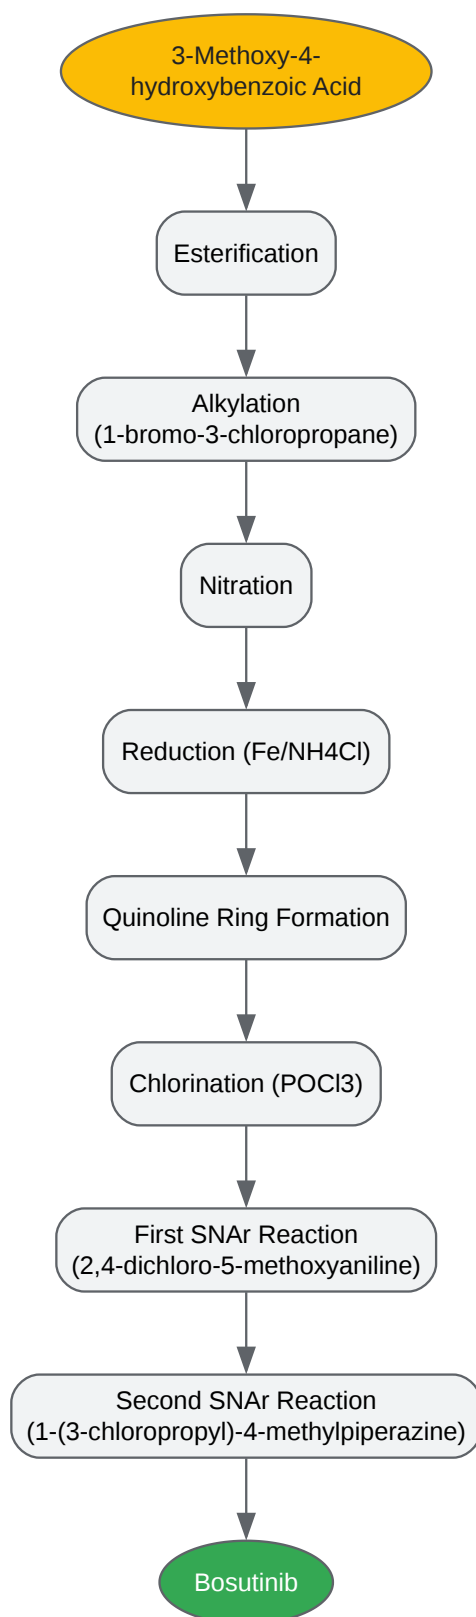 3-Methoxy-4-
hydroxybenzoic Acid
Esterification
Alkylation
(1-bromo-3-chloropropane)
Nitration
Reduction (Fe/NH4Cl)
Quinoline Ring Formation
Chlorination (POCl3)
First SNAr Reaction
(2,4-dichloro-5-methoxyaniline)
Second SNAr Reaction
(1-(3-chloropropyl)-4-methylpiperazine)
Bosutinib